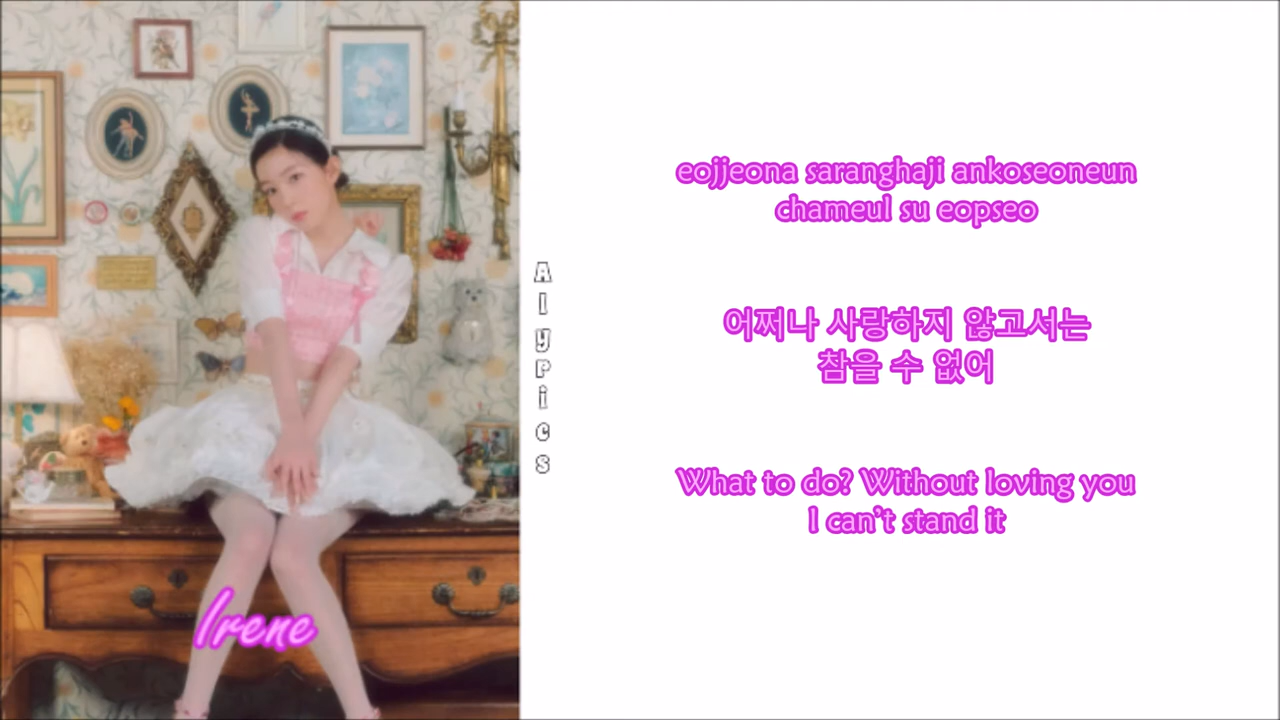 eojjeona saranghaji ankoseoneun
chameul su eopseo
어쩌나 사랑하지 않고서는
참을 수 없어
What to do? Without loving you
I can't stand it
Alyrics
Irene